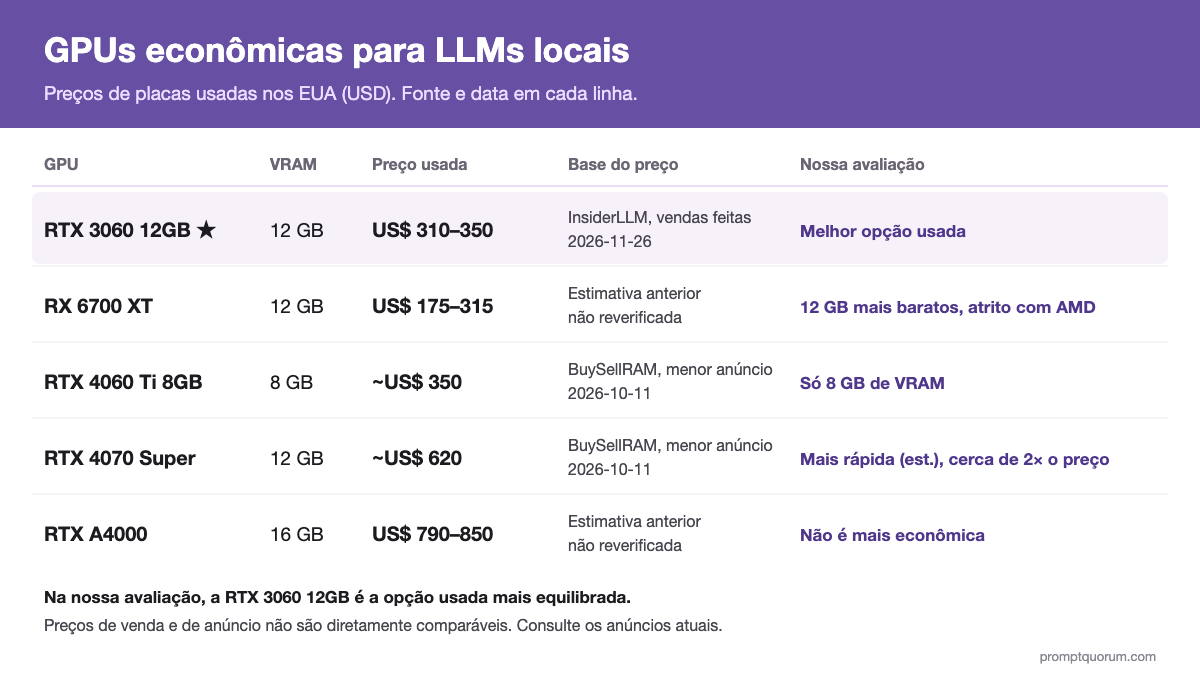 GPUs econômicas para LLMs locais
Preços de placas usadas nos EUA (USD). Fonte e data em cada linha.
GPU VRAM Preço usada Base do preço Nossa avaliação
RTX 3060 12GB ★ 12 GB US$ 310–350 InsiderLLM, vendas feitas 2026-11-26 Melhor opção usada
RX 6700 XT 12 GB US$ 175–315 Estimativa anterior não reverificada 12 GB mais baratos, atrito com AMD
RTX 4060 Ti 8GB 8 GB ~US$ 350 BuySellRAM, menor anúncio 2026-10-11 Só 8 GB de VRAM
RTX 4070 Super 12 GB ~US$ 620 BuySellRAM, menor anúncio 2026-10-11 Mais rápida (est.), cerca de 2× o preço
RTX A4000 16 GB US$ 790–850 Estimativa anterior não reverificada Não é mais econômica
Na nossa avaliação, a RTX 3060 12GB é a opção usada mais equilibrada.
Preços de venda e de anúncio não são diretamente comparáveis. Consulte os anúncios atuais.
promptquorum.com